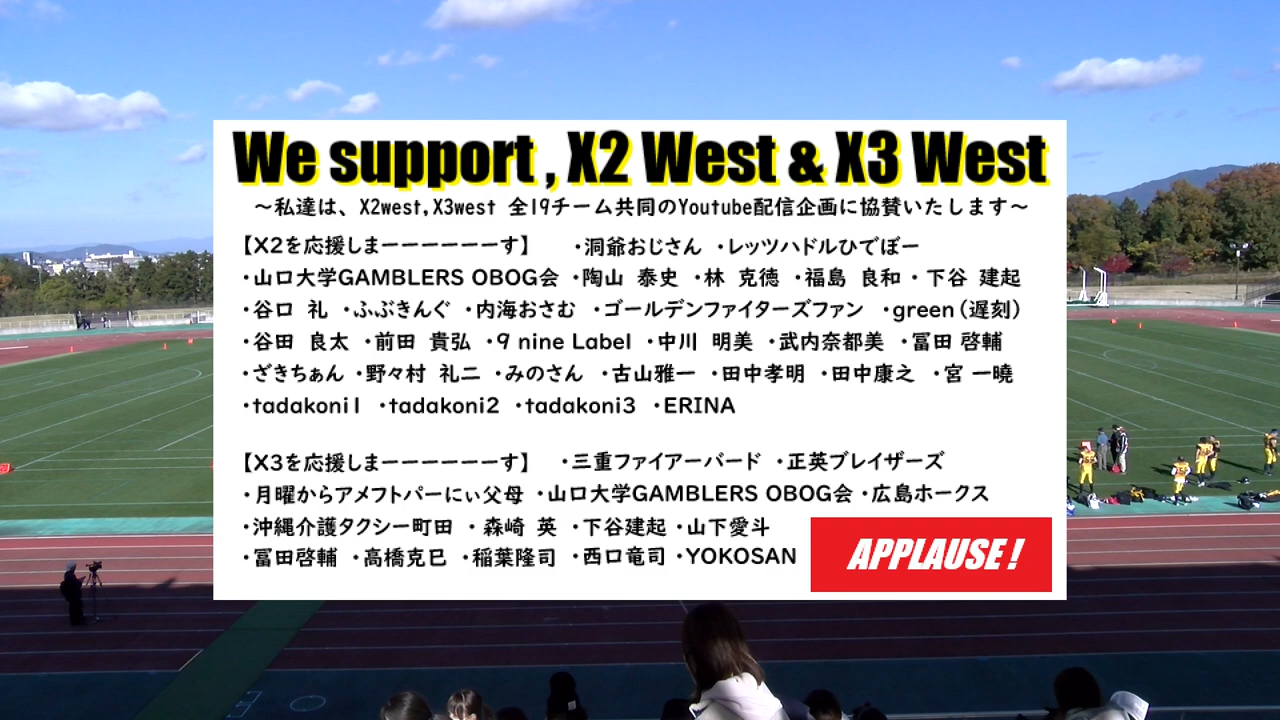 We support , X2 West & X3 West
～私達は、X2west,X3west 全19チーム共同のYoutube配信企画に協賛いたします～
【X2を応援しまーーーーーーす】 ・洞爺おじさん ・レッツハドルひでぼー
・山口大学GAMBLERS OBOG会 ・陶山 泰史 ・林 克徳 ・福島 良和 ・下谷 建起
・谷口 礼 ・ふぶきんぐ ・内海おさむ ・ゴールデンファイターズファン ・green（遅刻）
・谷田 良太 ・前田 貴弘 ・9 nine Label ・中川 明美 ・武内奈都美 ・冨田 啓輔
・ざきちぁん ・野々村 礼二 ・みのさん ・古山雅一 ・田中孝明 ・田中康之 ・宮 一曉
・tadakoni1 ・tadakoni2 ・tadakoni3 ・ERINA
【X3を応援しまーーーーーーす】 ・三重ファイアーバード ・正英ブレイザーズ
・月曜からアメフトパーにぃ父母 ・山口大学GAMBLERS OBOG会 ・広島ホークス
・沖縄介護タクシー町田 ・森崎 英 ・下谷建起 ・山下愛斗
・冨田啓輔 ・高橋克巳 ・稲葉隆司 ・西口竜司 ・YOKOSAN
APPLAUSE !